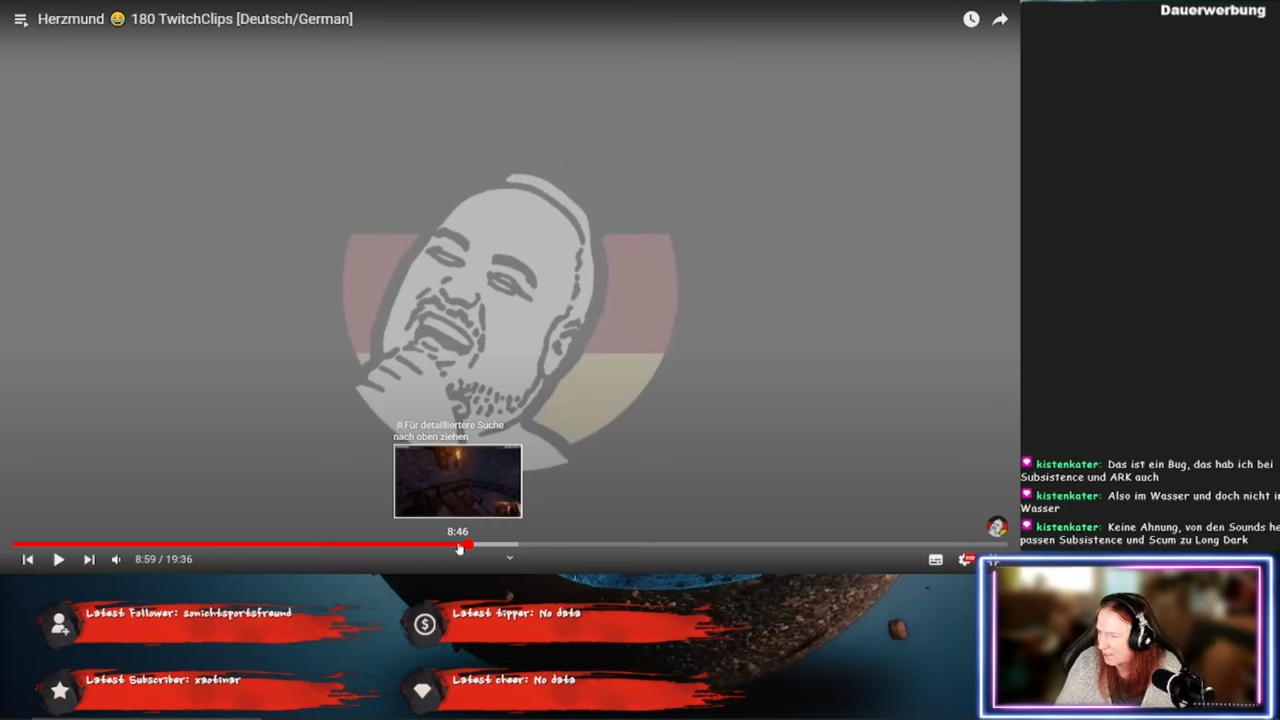 Herzmund 😂 180 TwitchClips [Deutsch/German]
Dauerwerbung
Für detailliertere Suche
nach oben ziehen
8:46
8:59 / 19:36
HD
kistenkater: Das ist ein Bug, das hab ich bei
Subsistence und ARK auch
kistenkater: Also im Wasser und doch nicht i
Wasser
kistenkater: Keine Ahnung, von den Sounds he
passen Subsistence und Scum zu Long Dark
Latest Follower: sonichtsportsfreund
Latest tipper: No data
Latest Subscriber: xaotinar
Latest cheer: No data